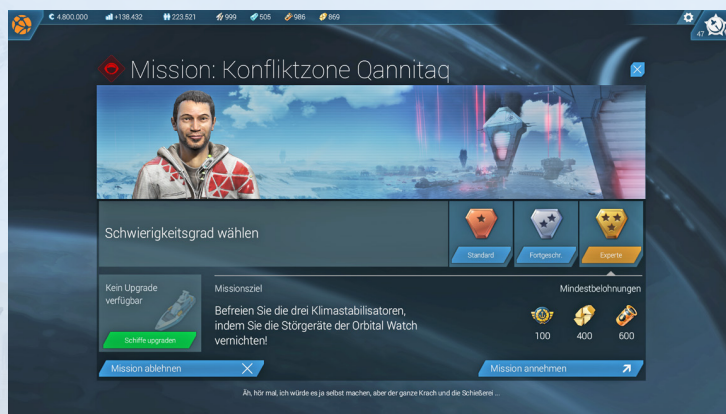 4.800.000 +138.432 223.521 999 505 986 869
47
Mission: Konfliktzone Qannitaq
Schwierigkeitsgrad wählen
Standard Fortgeschr. Experte
Kein Upgrade
verfügbar
Schiffe upgraden
Missionsziel
Befreien Sie die drei Klimastabilisatoren,
indem Sie die Störgeräte der Orbital Watch
vernichten!
Mindestbelohnungen
100 400 600
Mission ablehnen
Mission annehmen
Äh, hör mal, ich würde es ja selbst machen, aber der ganze Krach und die Schießerei ...